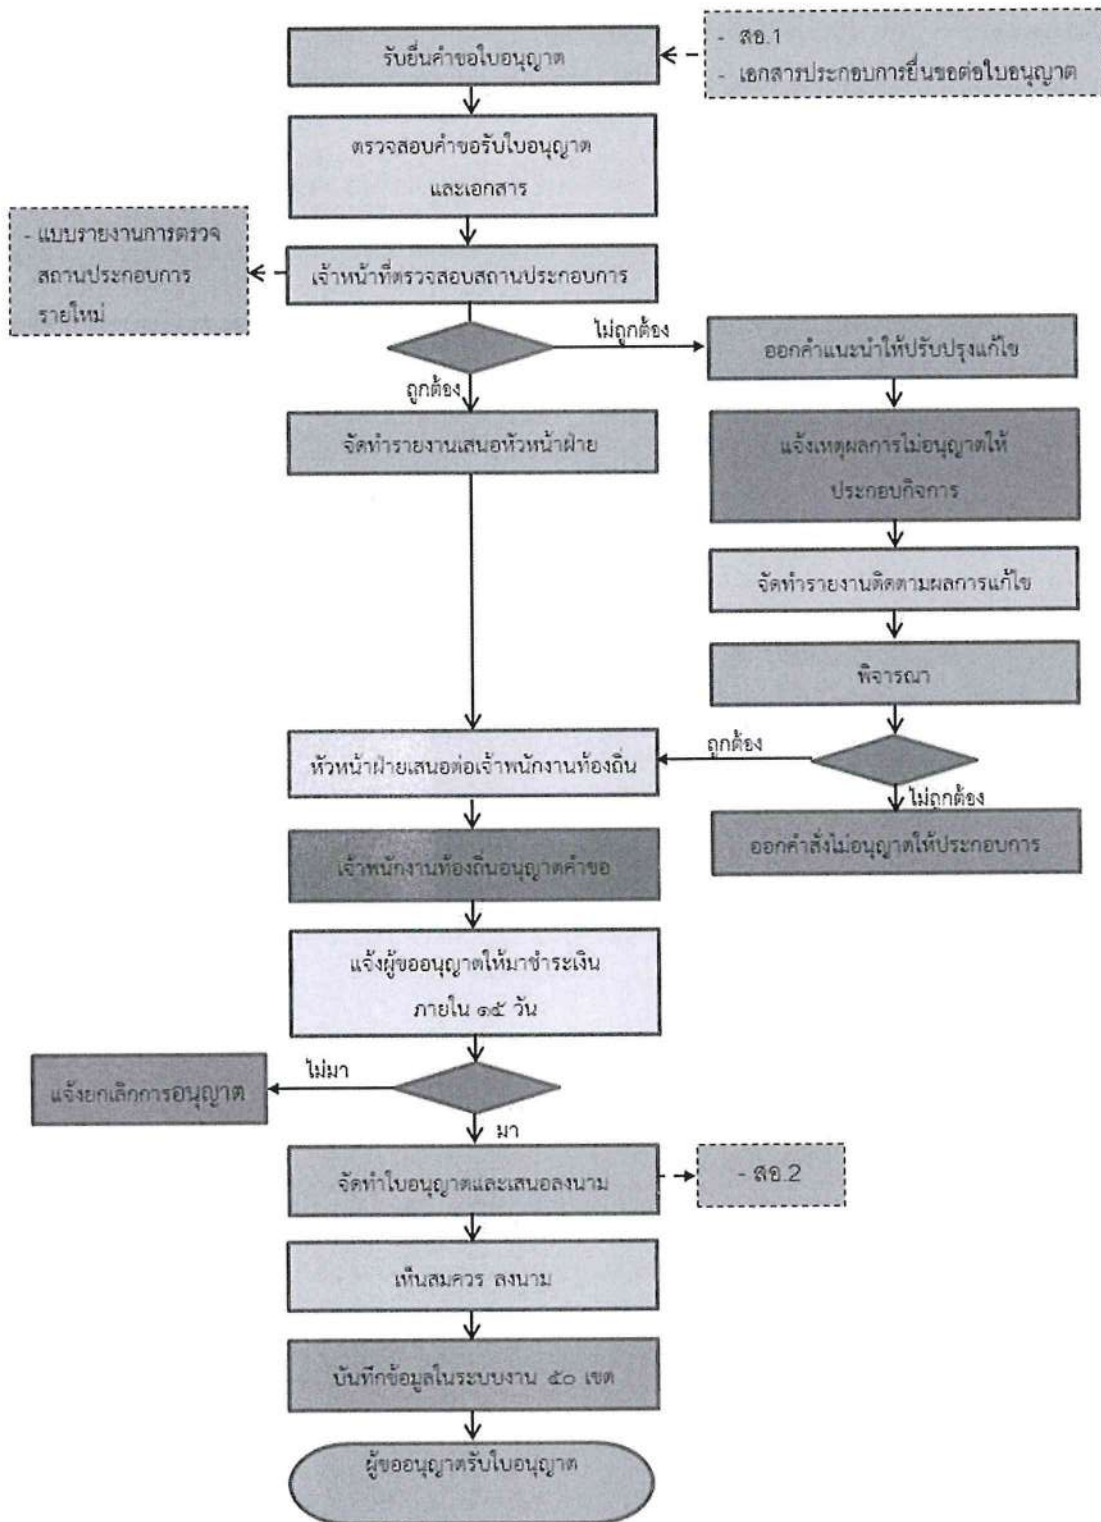 รับยื่นคำขอใบอนุญาต
- สอ.1
- เอกสารประกอบการยื่นขอต่อใบอนุญาต
ตรวจสอบคำขอรับใบอนุญาต
และเอกสาร
- แบบรายงานการตรวจ
สถานประกอบการ
รายใหม่
เจ้าหน้าที่ตรวจสอบสถานประกอบการ
ไม่ถูกต้อง
ออกคำแนะนำให้ปรับปรุงแก้ไข
ถูกต้อง
จัดทำรายงานเสนอหัวหน้าฝ่าย
แจ้งเหตุผลการไม่อนุญาตให้
ประกอบกิจการ
จัดทำรายงานติดตามผลการแก้ไข
พิจารณา
ถูกต้อง
หัวหน้าฝ่ายเสนอต่อเจ้าพนักงานท้องถิ่น
ไม่ถูกต้อง
ออกคำสั่งไม่อนุญาตให้ประกอบการ
เจ้าพนักงานท้องถิ่นอนุญาตคำขอ
แจ้งผู้ขออนุญาตให้มาชำระเงิน
ภายใน ๑๕ วัน
ไม่มา
แจ้งยกเลิกการอนุญาต
มา
จัดทำใบอนุญาตและเสนอลงนาม
- สอ.2
เห็นสมควร ลงนาม
บันทึกข้อมูลในระบบงาน ๕๐ เขต
ผู้ขออนุญาตรับใบอนุญาต